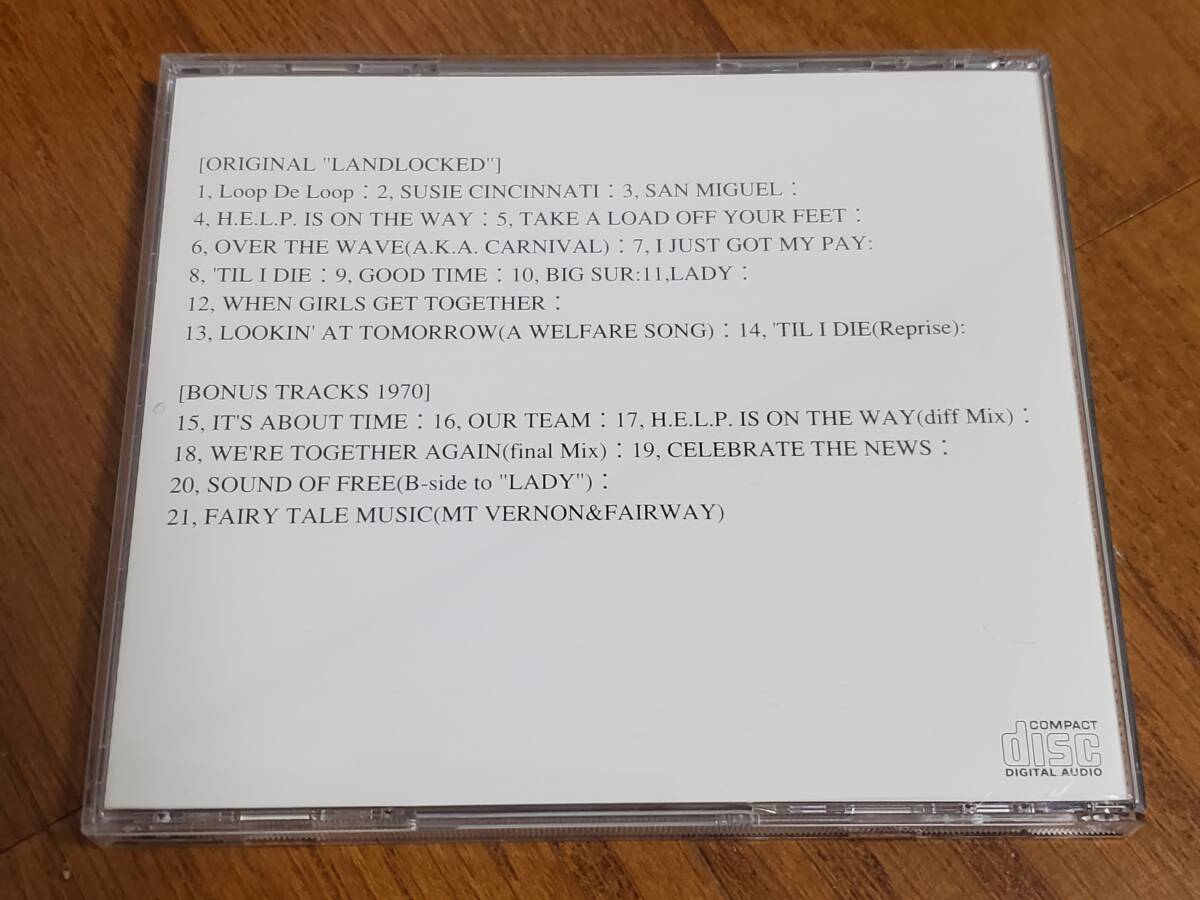 [ORIGINAL "LANDLOCKED"]
1, Loop De Loop：2, SUSIE CINCINNATI：3, SAN MIGUEL：
4, H.E.L.P. IS ON THE WAY：5, TAKE A LOAD OFF YOUR FEET：
6, OVER THE WAVE(A.K.A. CARNIVAL)：7, I JUST GOT MY PAY:
8, 'TIL I DIE：9, GOOD TIME：10, BIG SUR:11,LADY：
12, WHEN GIRLS GET TOGETHER：
13, LOOKIN' AT TOMORROW(A WELFARE SONG)：14, 'TIL I DIE(Reprise):
[BONUS TRACKS 1970]
15, IT'S ABOUT TIME：16, OUR TEAM：17, H.E.L.P. IS ON THE WAY(diff Mix)：
18, WE'RE TOGETHER AGAIN(final Mix)：19, CELEBRATE THE NEWS：
20, SOUND OF FREE(B-side to "LADY")：
21, FAIRY TALE MUSIC(MT VERNON&FAIRWAY)
COMPACT
disc
DIGITAL AUDIO